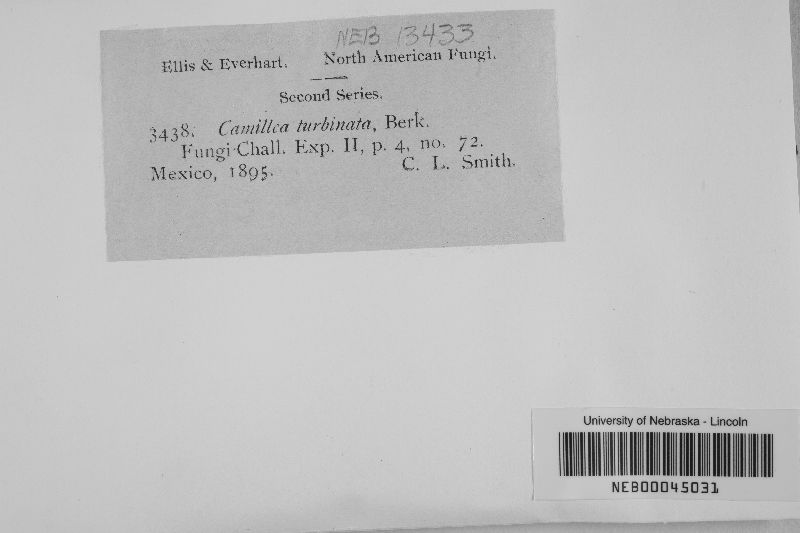 NEB 13433
Ellis & Everhart. North American Fungi.
Second Series.
3438. Camillea turbinata, Berk.
Fungi Chall. Exp. II, p. 4, no. 72.
Mexico, 1895. C. L. Smith.
University of Nebraska - Lincoln
NEB00045031